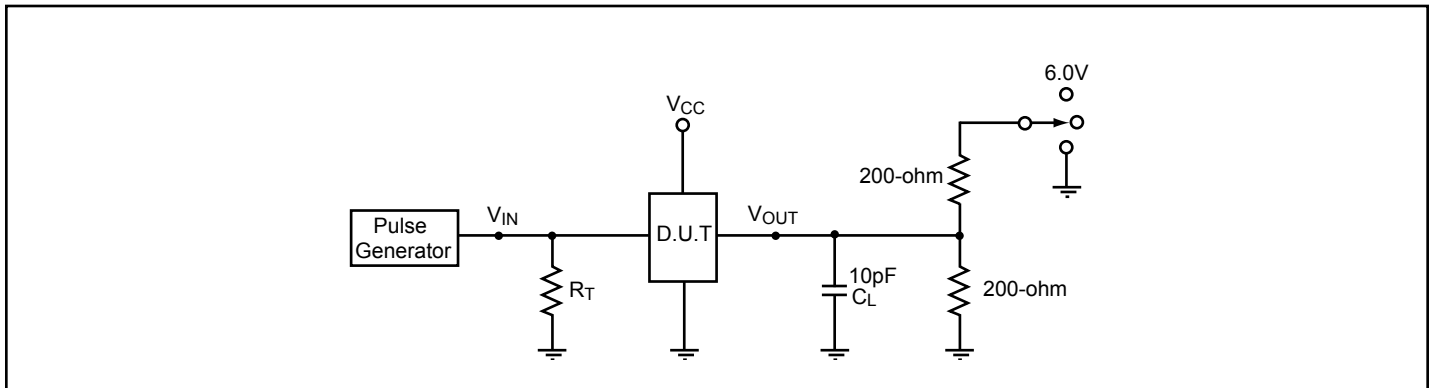 6.0V
VCC
200-ohm
VIN
VOUT
Pulse
Generator
D.U.T
10pF
CL
RT
200-ohm